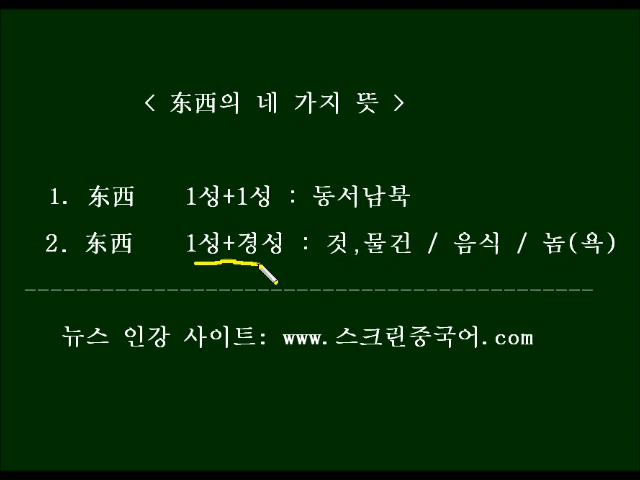 < 东西의 네 가지 뜻 >
1. 东西 1성+1성 : 동서남북
2. 东西 1성+경성 : 것,물건 / 음식 / 놈(욕)
뉴스 인강 사이트: www.스크린중국어.com